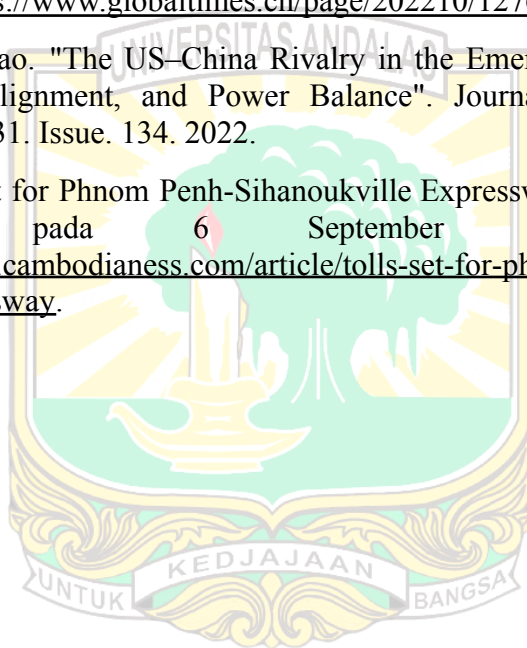 s://www.globaltimes.cn/page/202210/1276
ao. "The US–China Rivalry in the Emer
lignment, and Power Balance". Journa
31. Issue. 134. 2022.
t for Phnom Penh-Sihanoukville Expressw
pada 6 September
.cambodianess.com/article/tolls-set-for-ph
sway.
UNIVERSITAS ANDALAS
KEDJAJAAN
UNTUK
BANGSA